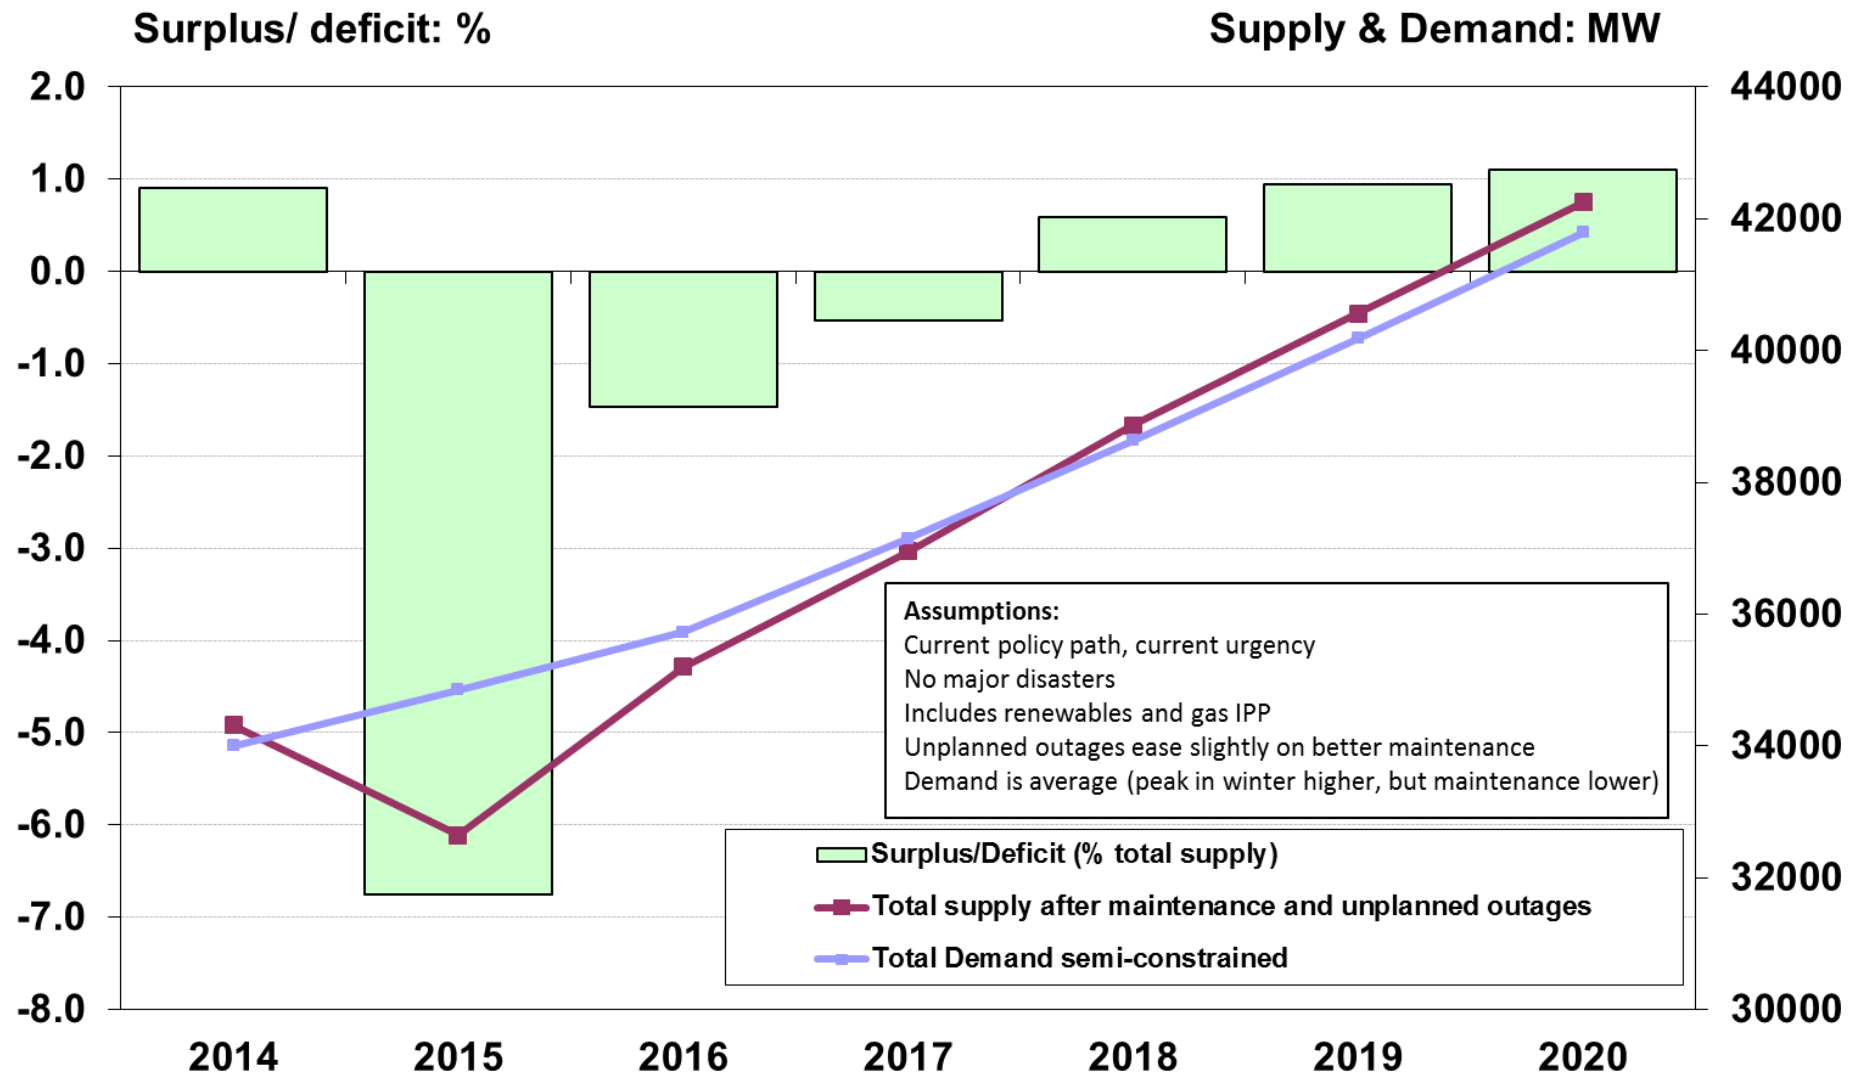 Surplus/ deficit: %
Supply & Demand: MW
2.0
1.0
0.0
-1.0
-2.0
-3.0
-4.0
-5.0
-6.0
-7.0
-8.0
44000
42000
40000
38000
36000
34000
32000
30000
Assumptions:
Current policy path, current urgency
No major disasters
Includes renewables and gas IPP
Unplanned outages ease slightly on better maintenance
Demand is average (peak in winter higher, but maintenance lower)
Surplus/Deficit (% total supply)
Total supply after maintenance and unplanned outages
Total Demand semi-constrained
2014 2015 2016 2017 2018 2019 2020